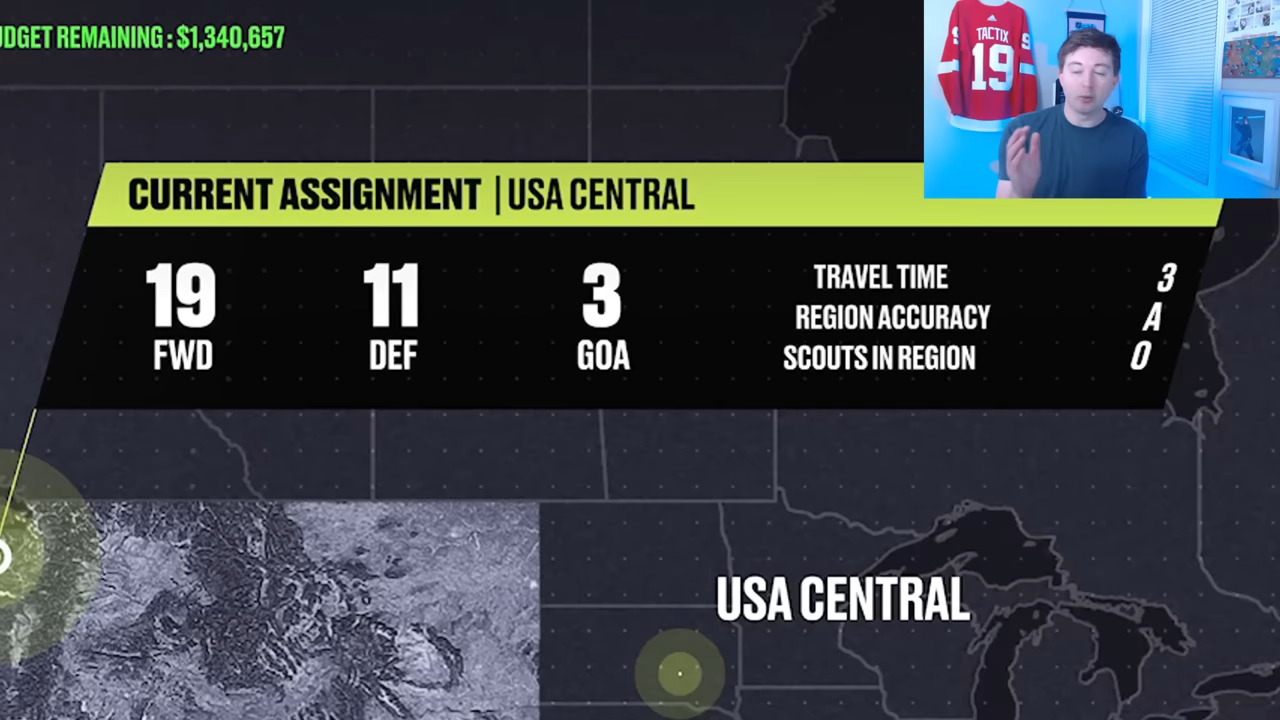 UDGET REMAINING : $1,340,657
TACTIX
19
9
CURRENT ASSIGNMENT | USA CENTRAL
19
FWD
11
DEF
3
GOA
TRAVEL TIME 3
REGION ACCURACY A
SCOUTS IN REGION 0
USA CENTRAL